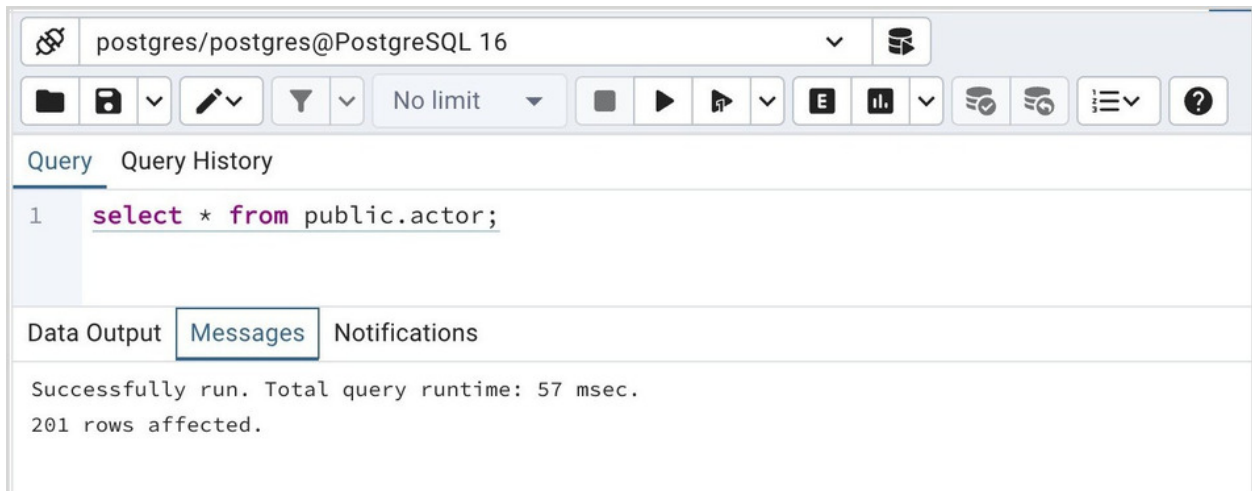 postgres/postgres@PostgreSQL 16
No limit
E
Query Query History
1 select * from public.actor;
Data Output Messages Notifications
Successfully run. Total query runtime: 57 msec.
201 rows affected.